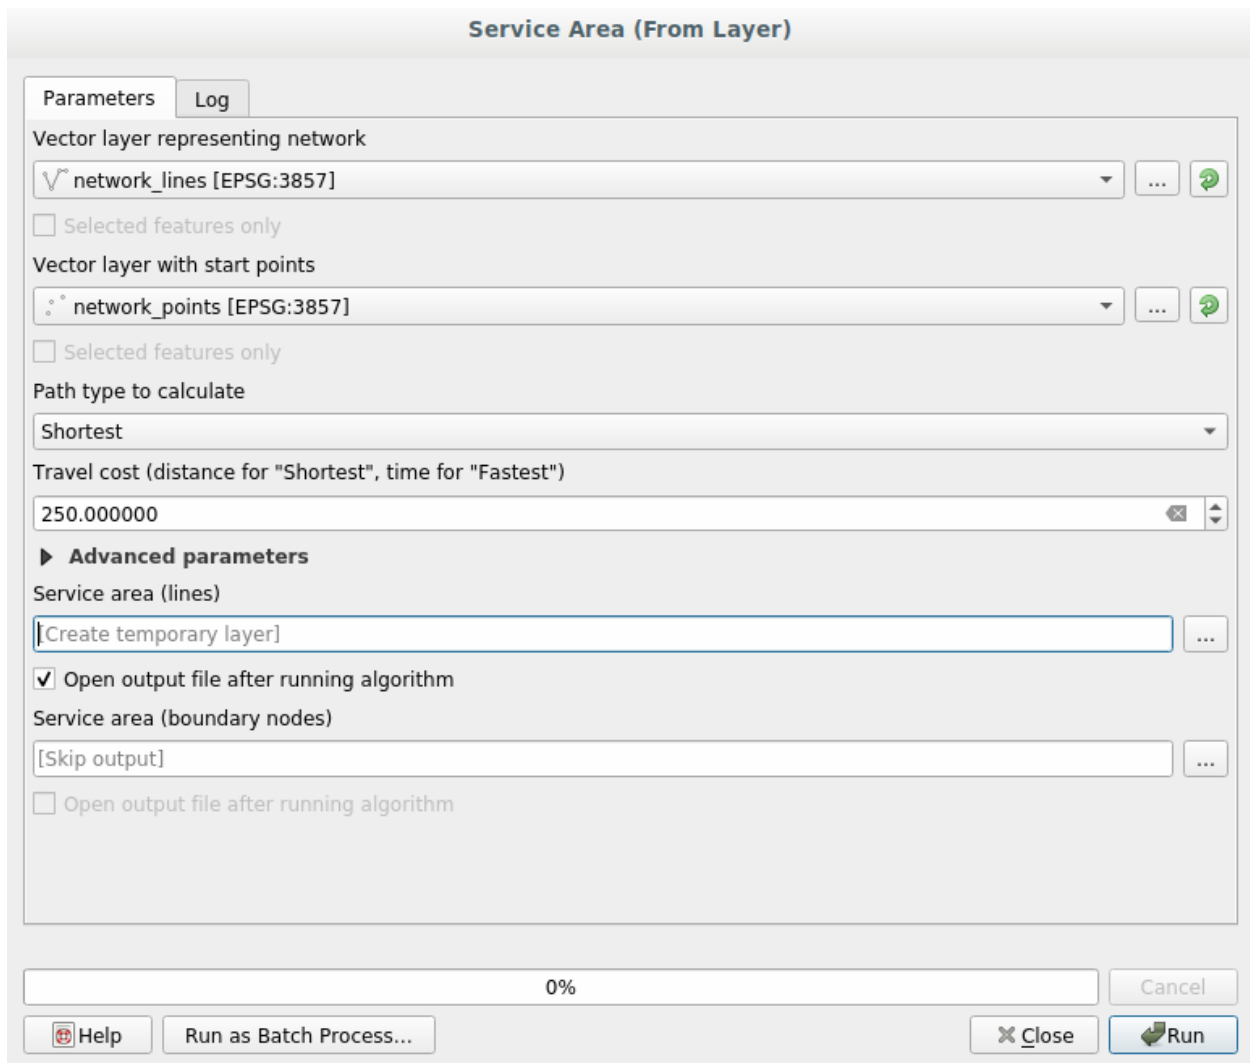 Service Area (From Layer)
Parameters Log
Vector layer representing network
network_lines [EPSG:3857] ...
Selected features only
Vector layer with start points
network_points [EPSG:3857] ...
Selected features only
Path type to calculate
Shortest
Travel cost (distance for "Shortest", time for "Fastest")
250.000000
Advanced parameters
Service area (lines)
[Create temporary layer] ...
Open output file after running algorithm
Service area (boundary nodes)
[Skip output] ...
Open output file after running algorithm
0% Cancel
Help Run as Batch Process... Close Run